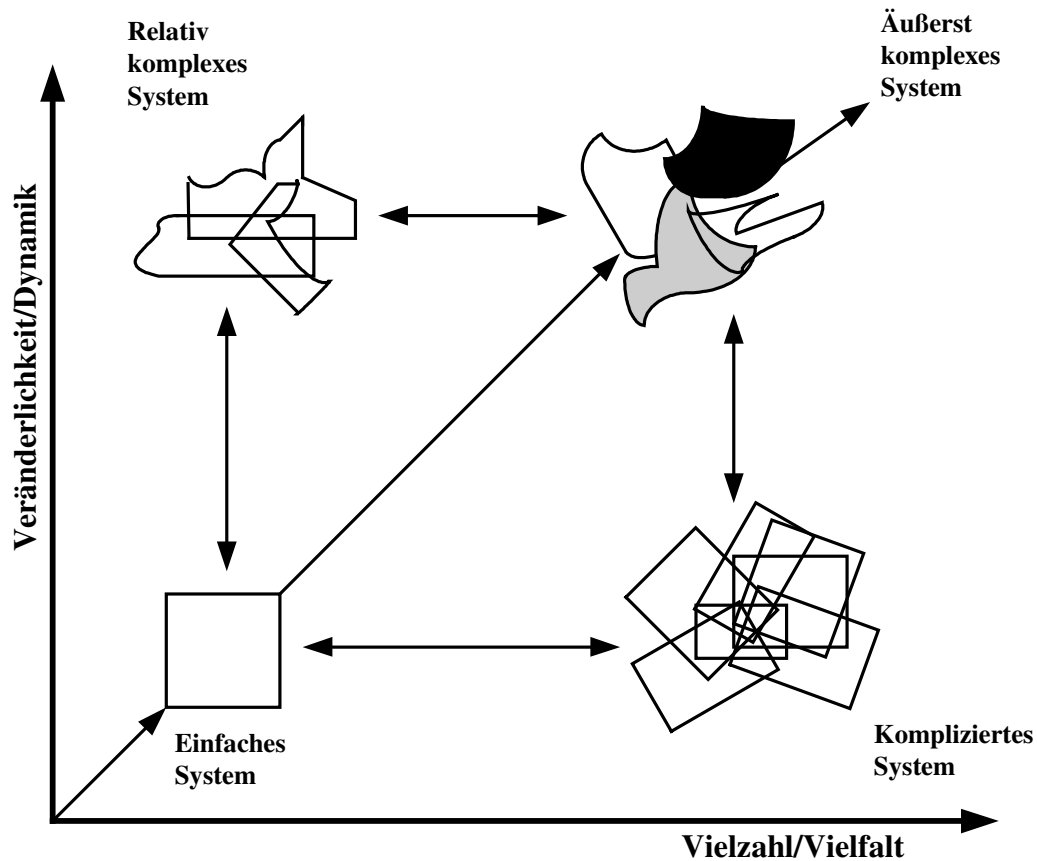 Relativ
komplexes
System
Äußerst
komplexes
System
Veränderlichkeit/Dynamik
Einfaches
System
Kompliziertes
System
Vielzahl/Vielfalt